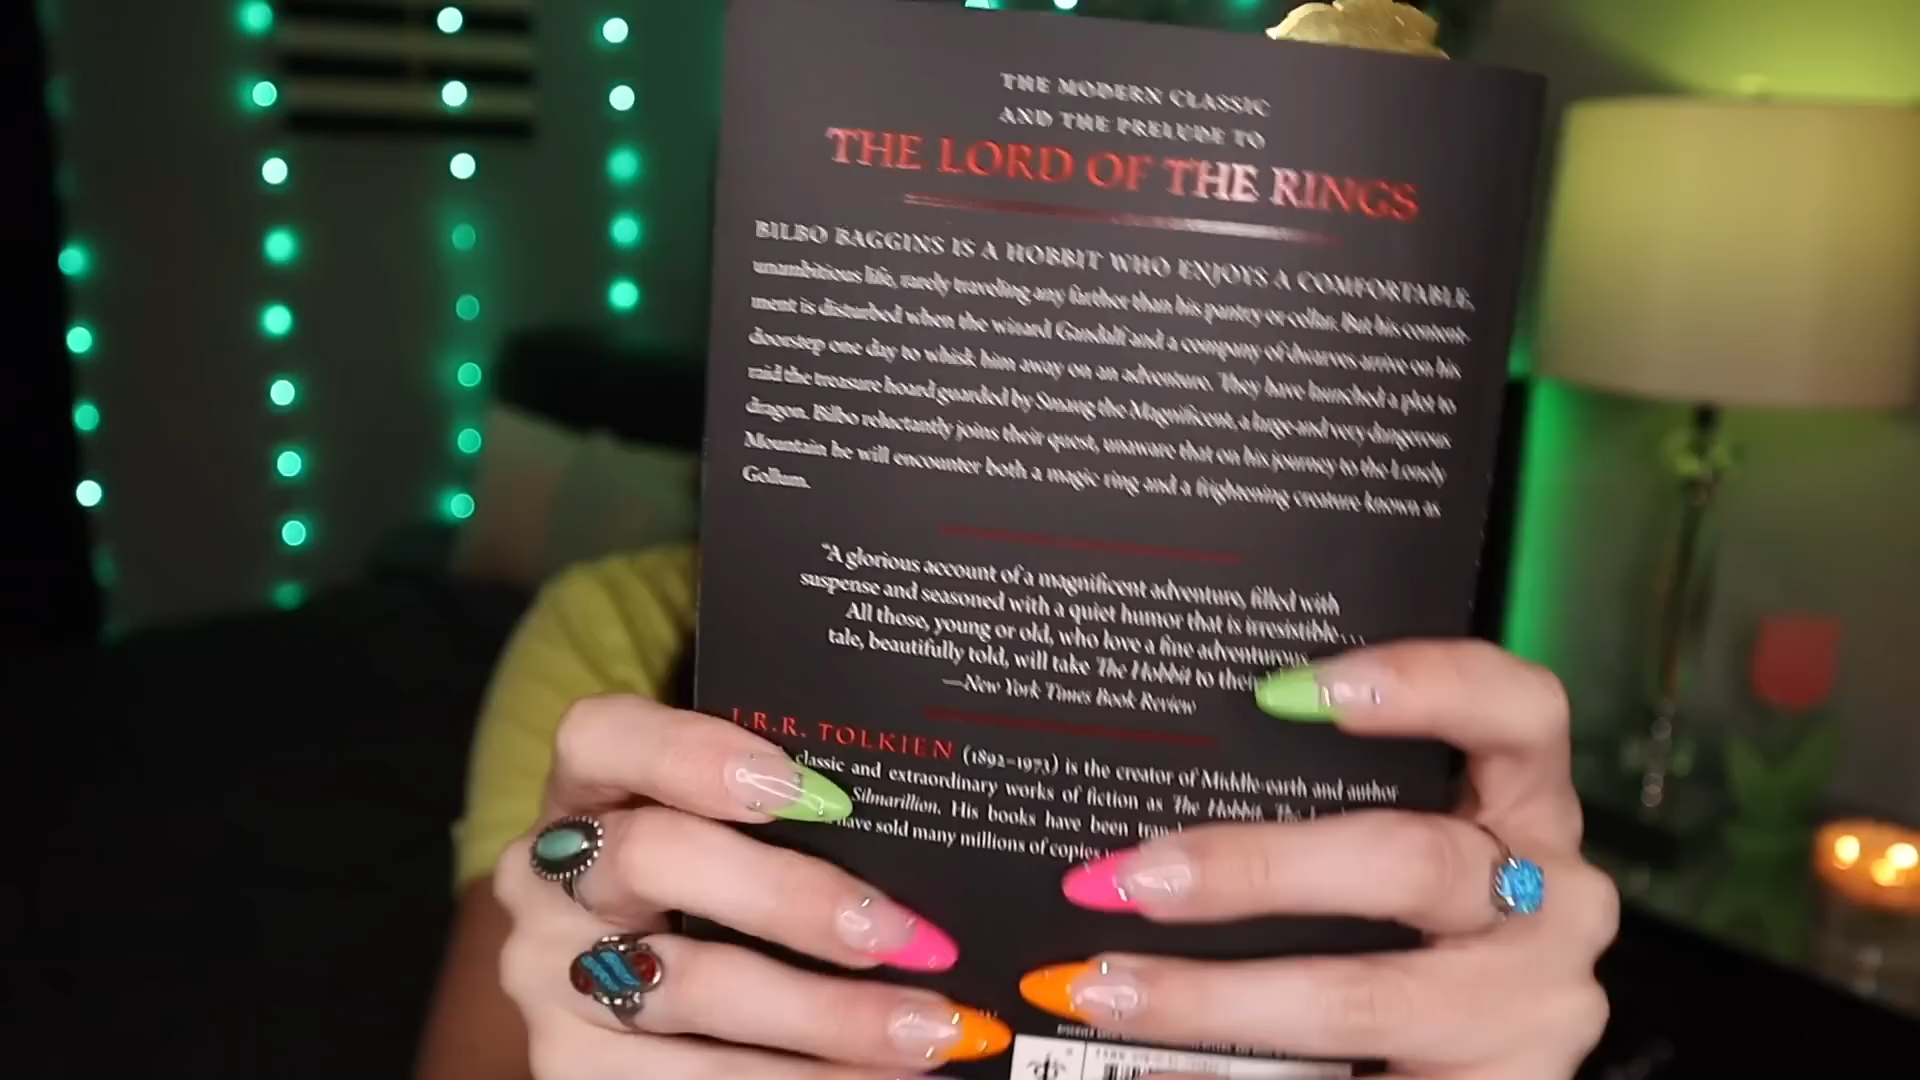 THE MODERN CLASSIC
AND THE PRELUDE TO
THE LORD OF THE RINGS
BILBO BAGGINS IS A HOBBIT WHO ENJOYS A COMFORTABLE,
unambitious life, rarely traveling any farther than his pantry or cellar. But his content-
ment is disturbed when the wizard Gandalf and a company of dwarves arrive on his
doorstep one day to whisk him away on an adventure. They have launched a plot to
raid the treasure hoard guarded by Smaug the Magnificent, a large and very dangerous
dragon. Bilbo reluctantly joins their quest, unaware that on his journey to the Lonely
Mountain he will encounter both a magic ring and a frightening creature known as
Gollum.
"A glorious account of a magnificent adventure, filled with
suspense and seasoned with a quiet humor that is irresistible...
All those, young or old, who love a fine adventurous
tale, beautifully told, will take The Hobbit to their
—New York Times Book Review
J.R.R. TOLKIEN (1892–1973) is the creator of Middle-earth and author
classic and extraordinary works of fiction as The Hobbit, The
Silmarillion. His books have been
have sold many millions of copies